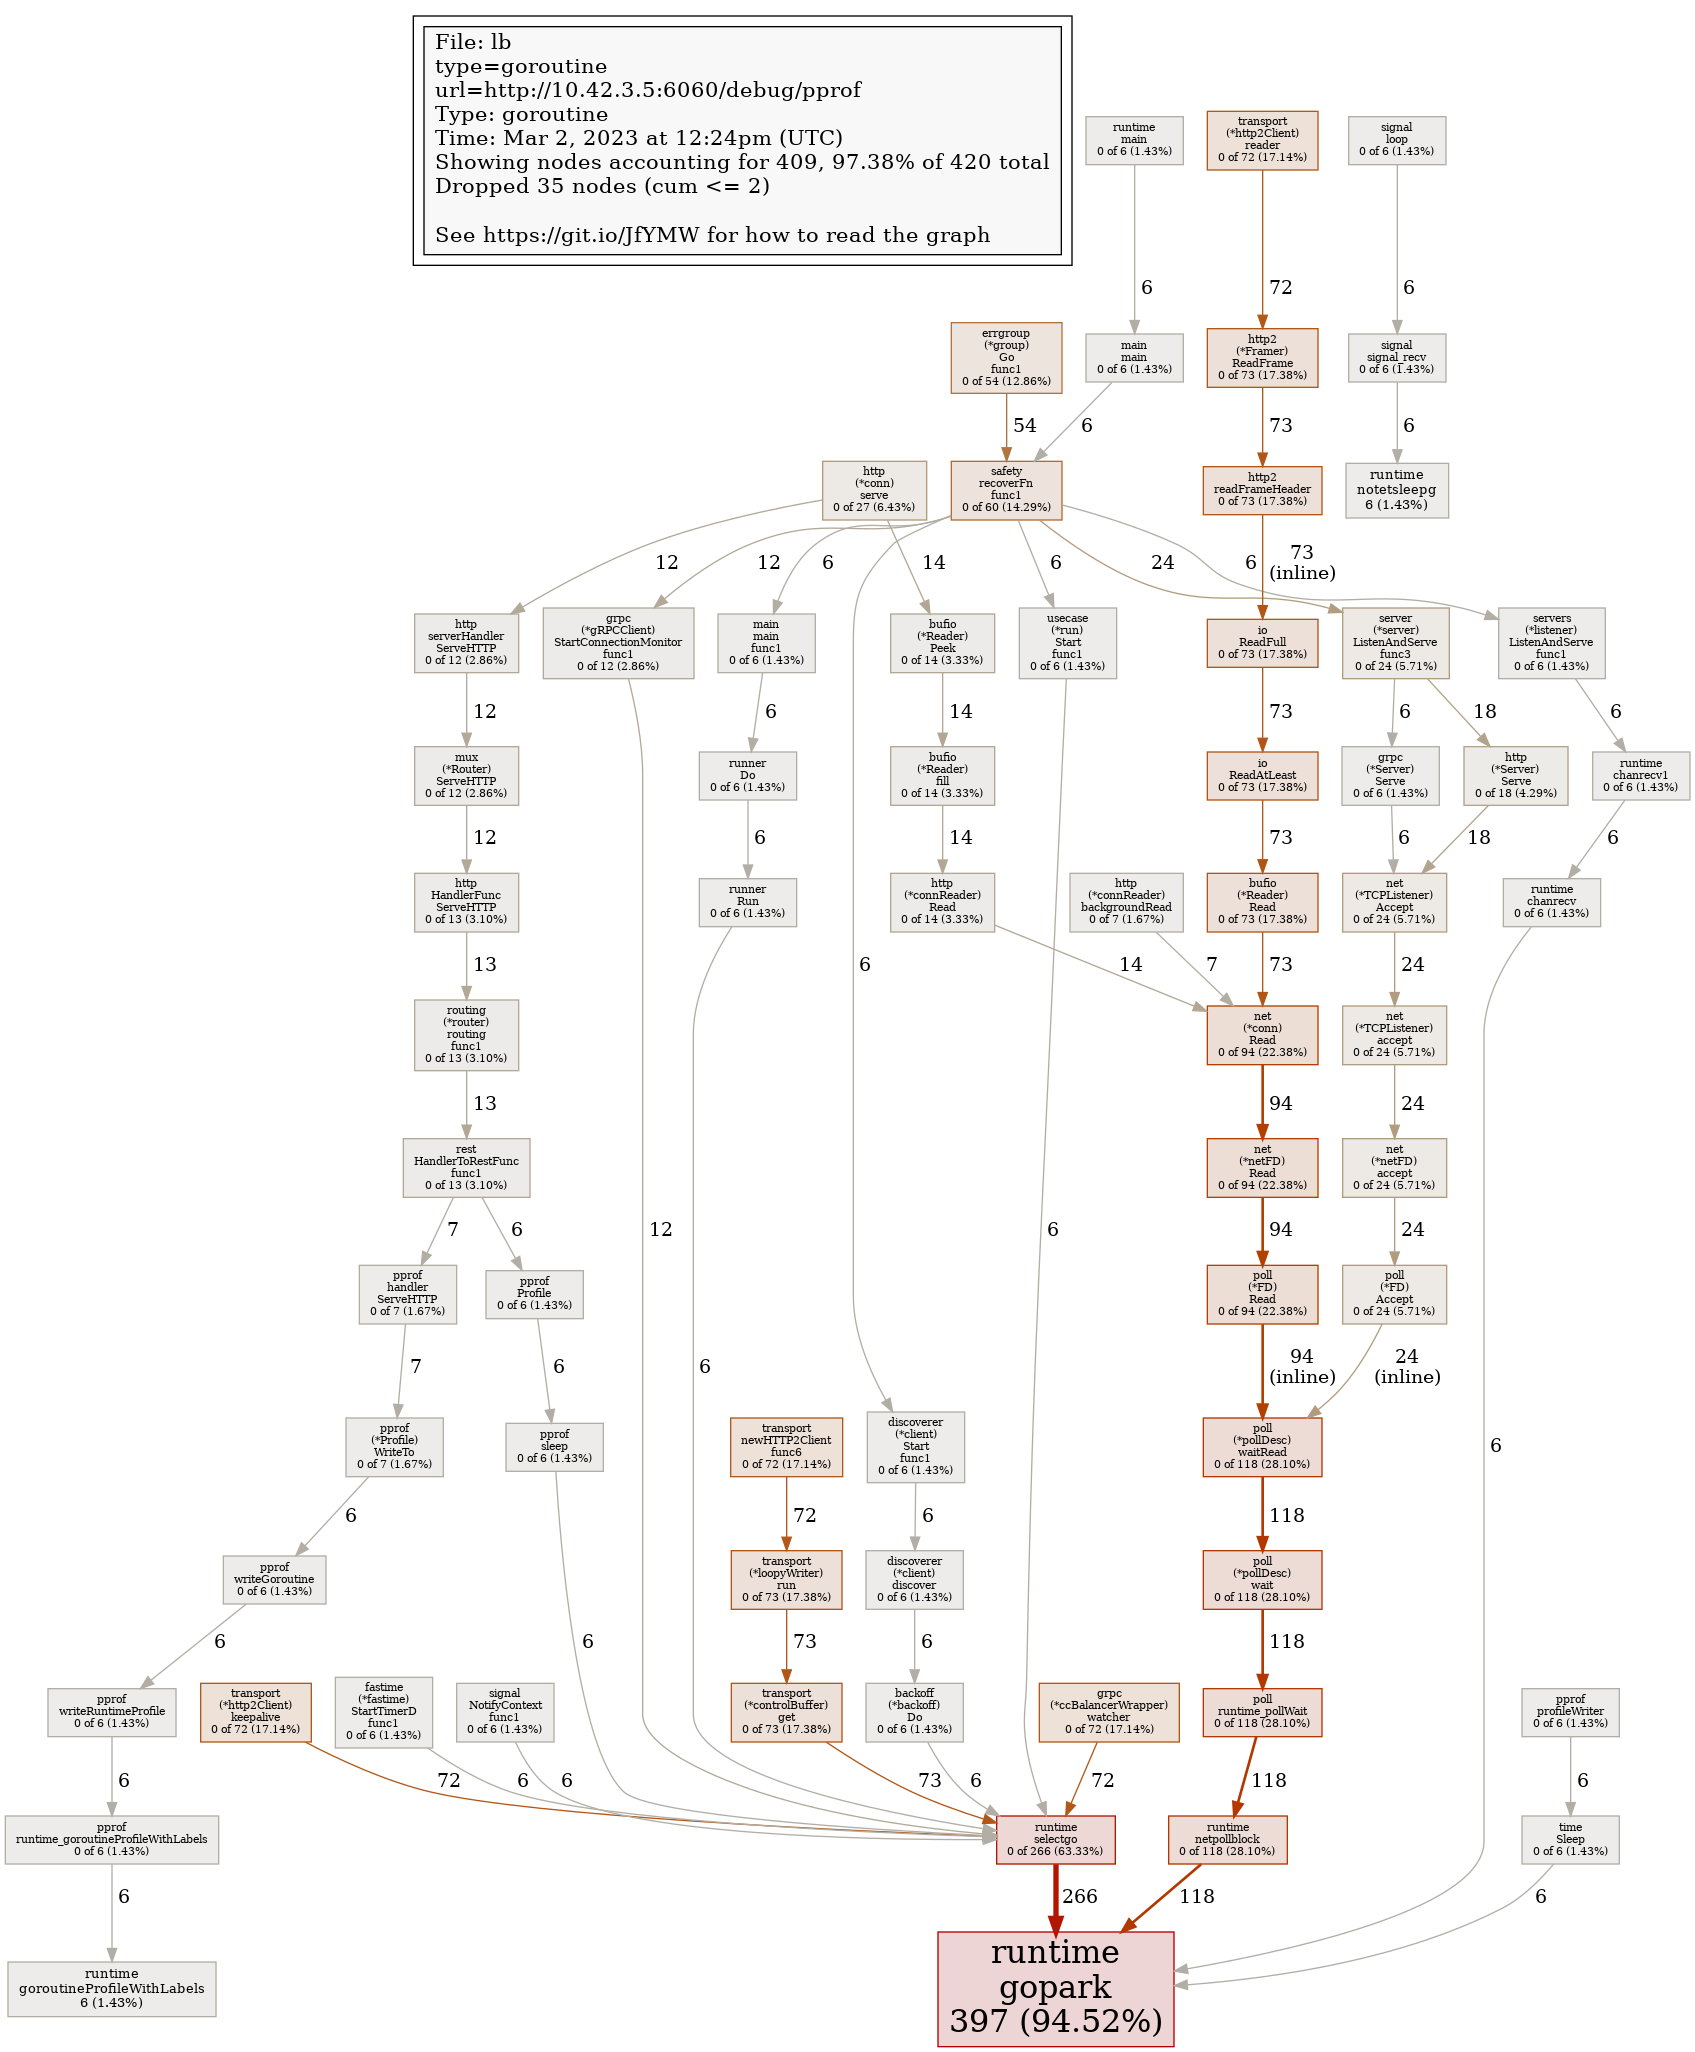 File: lb
type=goroutine
url=http://10.42.3.5:6060/debug/pprof
Type: goroutine
Time: Mar 2, 2023 at 12:24pm (UTC)
Showing nodes accounting for 409, 97.38% of 420 total
Dropped 35 nodes (cum <= 2)
See https://git.io/JfYMW for how to read the graph
runtime
main
0 of 6 (1.43%)
transport
(*http2Client)
reader
0 of 72 (17.14%)
signal
loop
0 of 6 (1.43%)
6
72
6
errgroup
(*group)
Go
func1
0 of 54 (12.86%)
main
main
0 of 6 (1.43%)
http2
(*Framer)
ReadFrame
0 of 73 (17.38%)
signal
signal_recv
0 of 6 (1.43%)
54
6
73
6
http
(*conn)
serve
0 of 27 (6.43%)
safety
recoverFn
func1
0 of 60 (14.29%)
http2
readFrameHeader
0 of 73 (17.38%)
runtime
notetsleepg
6 (1.43%)
12
12
6
14
6
24
6
73
(inline)
http
serverHandler
ServeHTTP
0 of 12 (2.86%)
grpc
(*gRPCClient)
StartConnectionMonitor
func1
0 of 12 (2.86%)
main
main
func1
0 of 6 (1.43%)
bufio
(*Reader)
Peek
0 of 14 (3.33%)
usecase
(*run)
Start
func1
0 of 6 (1.43%)
io
ReadFull
0 of 73 (17.38%)
server
(*server)
ListenAndServe
func3
0 of 24 (5.71%)
servers
(*listener)
ListenAndServe
func1
0 of 6 (1.43%)
12
6
14
73
6
18
6
mux
(*Router)
ServeHTTP
0 of 12 (2.86%)
runner
Do
0 of 6 (1.43%)
bufio
(*Reader)
fill
0 of 14 (3.33%)
io
ReadAtLeast
0 of 73 (17.38%)
grpc
(*Server)
Serve
0 of 6 (1.43%)
http
(*Server)
Serve
0 of 18 (4.29%)
runtime
chanrecv1
0 of 6 (1.43%)
12
6
14
73
6
18
6
http
HandlerFunc
ServeHTTP
0 of 13 (3.10%)
runner
Run
0 of 6 (1.43%)
http
(*connReader)
Read
0 of 14 (3.33%)
http
(*connReader)
backgroundRead
0 of 7 (1.67%)
bufio
(*Reader)
Read
0 of 73 (17.38%)
net
(*TCPListener)
Accept
0 of 24 (5.71%)
runtime
chanrecv
0 of 6 (1.43%)
13
6
14
7
73
24
routing
(*router)
routing
func1
0 of 13 (3.10%)
net
(*conn)
Read
0 of 94 (22.38%)
net
(*TCPListener)
accept
0 of 24 (5.71%)
13
94
24
rest
HandlerToRestFunc
func1
0 of 13 (3.10%)
net
(*netFD)
Read
0 of 94 (22.38%)
net
(*netFD)
accept
0 of 24 (5.71%)
7
6
12
6
94
24
pprof
handler
ServeHTTP
0 of 7 (1.67%)
pprof
Profile
0 of 6 (1.43%)
poll
(*FD)
Read
0 of 94 (22.38%)
poll
(*FD)
Accept
0 of 24 (5.71%)
7
6
6
94
(inline)
24
(inline)
pprof
(*Profile)
WriteTo
0 of 7 (1.67%)
pprof
sleep
0 of 6 (1.43%)
transport
newHTTP2Client
func6
0 of 72 (17.14%)
discoverer
(*client)
Start
func1
0 of 6 (1.43%)
poll
(*pollDesc)
waitRead
0 of 118 (28.10%)
6
6
72
6
118
pprof
writeGoroutine
0 of 6 (1.43%)
transport
(*loopyWriter)
run
0 of 73 (17.38%)
discoverer
(*client)
discover
0 of 6 (1.43%)
poll
(*pollDesc)
wait
0 of 118 (28.10%)
6
6
73
6
118
pprof
writeRuntimeProfile
0 of 6 (1.43%)
transport
(*http2Client)
keepalive
0 of 72 (17.14%)
fastime
(*fastime)
StartTimerD
func1
0 of 6 (1.43%)
signal
NotifyContext
func1
0 of 6 (1.43%)
transport
(*controlBuffer)
get
0 of 73 (17.38%)
backoff
(*backoff)
Do
0 of 6 (1.43%)
grpc
(*ccBalancerWrapper)
watcher
0 of 72 (17.14%)
poll
runtime_pollWait
0 of 118 (28.10%)
pprof
profileWriter
0 of 6 (1.43%)
6
72
6
6
73
6
72
118
6
pprof
runtime_goroutineProfileWithLabels
0 of 6 (1.43%)
runtime
selectgo
0 of 266 (63.33%)
runtime
netpollblock
0 of 118 (28.10%)
time
Sleep
0 of 6 (1.43%)
6
266
118
6
runtime
goroutineProfileWithLabels
6 (1.43%)
runtime
gopark
397 (94.52%)